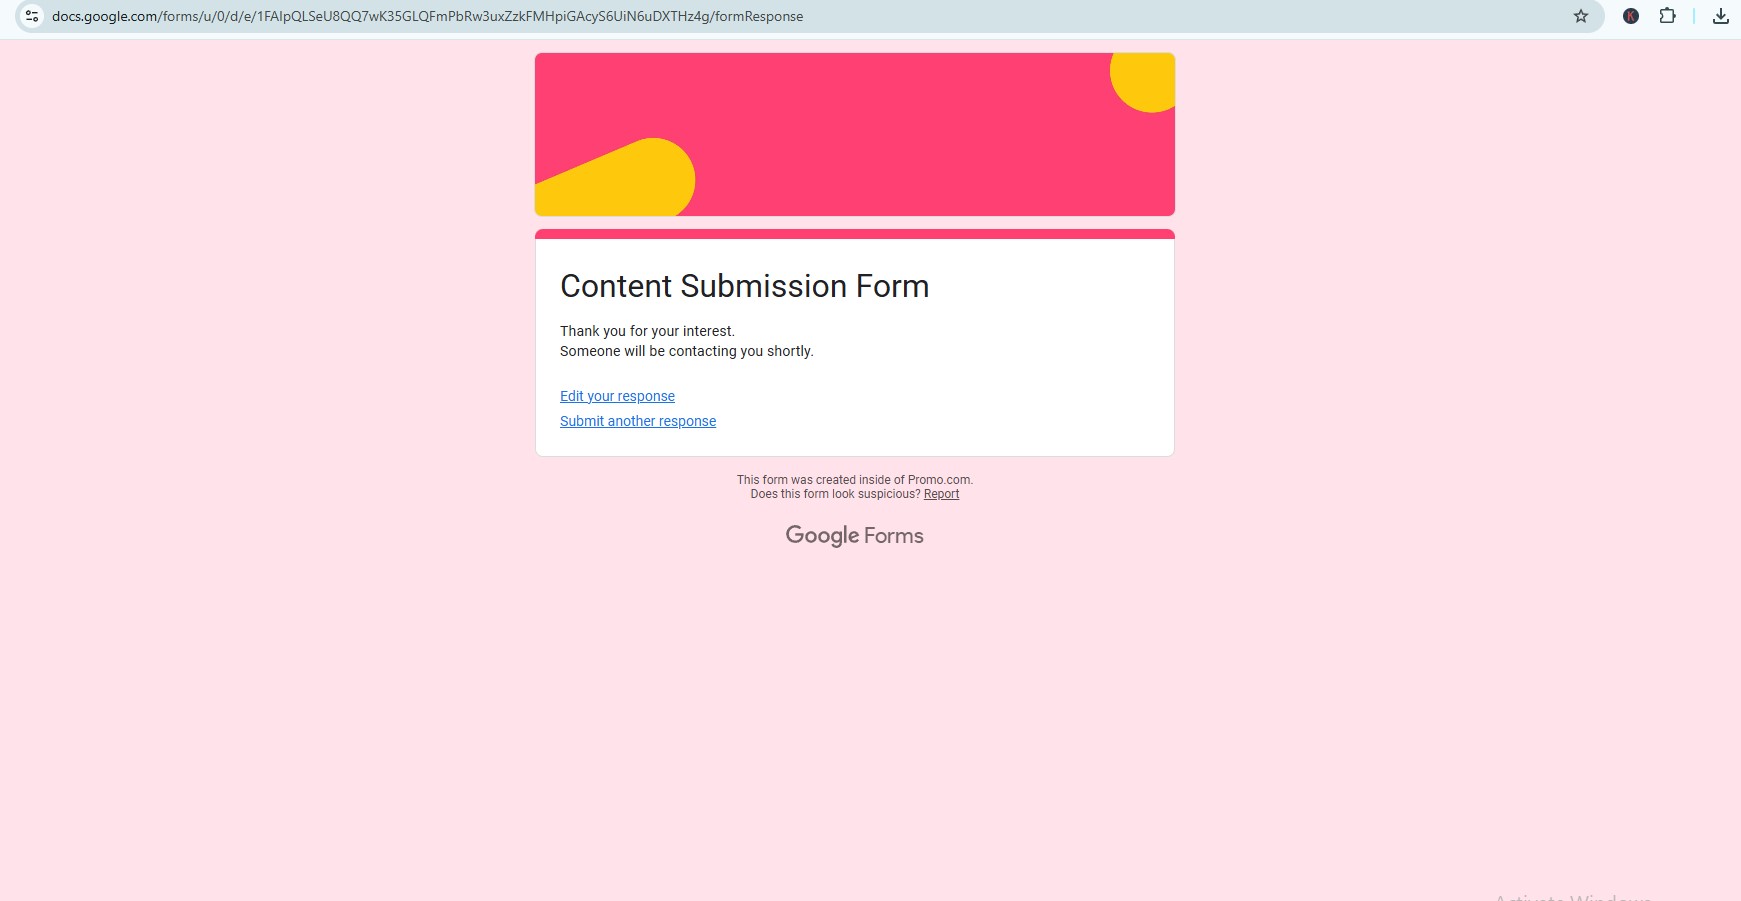 docs.google.com/forms/u/0/d/e/1FAIpQLSeU8QQ7wK35GLQFmPbRw3uxZzkFMHpiGAcyS6UiN6uDXTHz4g/formResponse
K
Content Submission Form
Thank you for your interest.
Someone will be contacting you shortly.
Edit your response
Submit another response
This form was created inside of Promo.com.
Does this form look suspicious? Report
Google Forms
Activate Windows